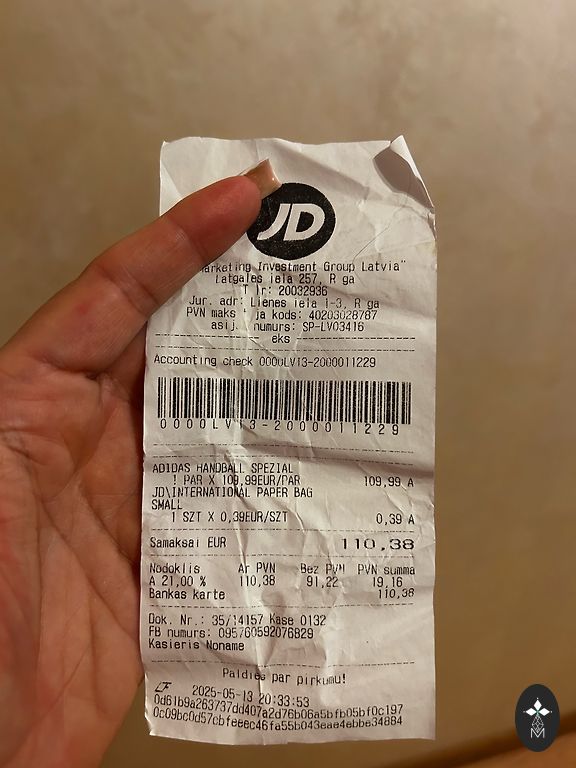 JD
arketing Investment Group Latvia"
Latgales iela 257, R ga
T lr: 20032936
Jur. adr: Lienes iela 1-3, R ga
PVN maks ja kods: 40203028787
asij. numurs: SP-LV03416
eks
Accounting check 0000LV13-2000011229
0000LV13-2000011229
ADIDAS HANDBALL SPEZIAL
1 PAR X 109,99EUR/PAR 109,99 A
JD\INTERNATIONAL PAPER BAG
SMALL
1 SZT X 0,39EUR/SZT 0,39 A
Samaksai EUR 110,38
Nodoklis Ar PVN Bez PVN PVN summa
A 21,00 % 110,38 91,22 19,16
Bankas karte 110,38
Dok. Nr.: 35/14157 Kase 0132
FB numurs: 095760592076829
Kasieris Noname
Paldies par pirkumu!
LF 2025-05-13 20:33:53
0d61b9a263737dd407a2d76b06a5bfb05bf0c197
0c09bc0d57cbfeeec46fa55b043eae4ebbe34884
M